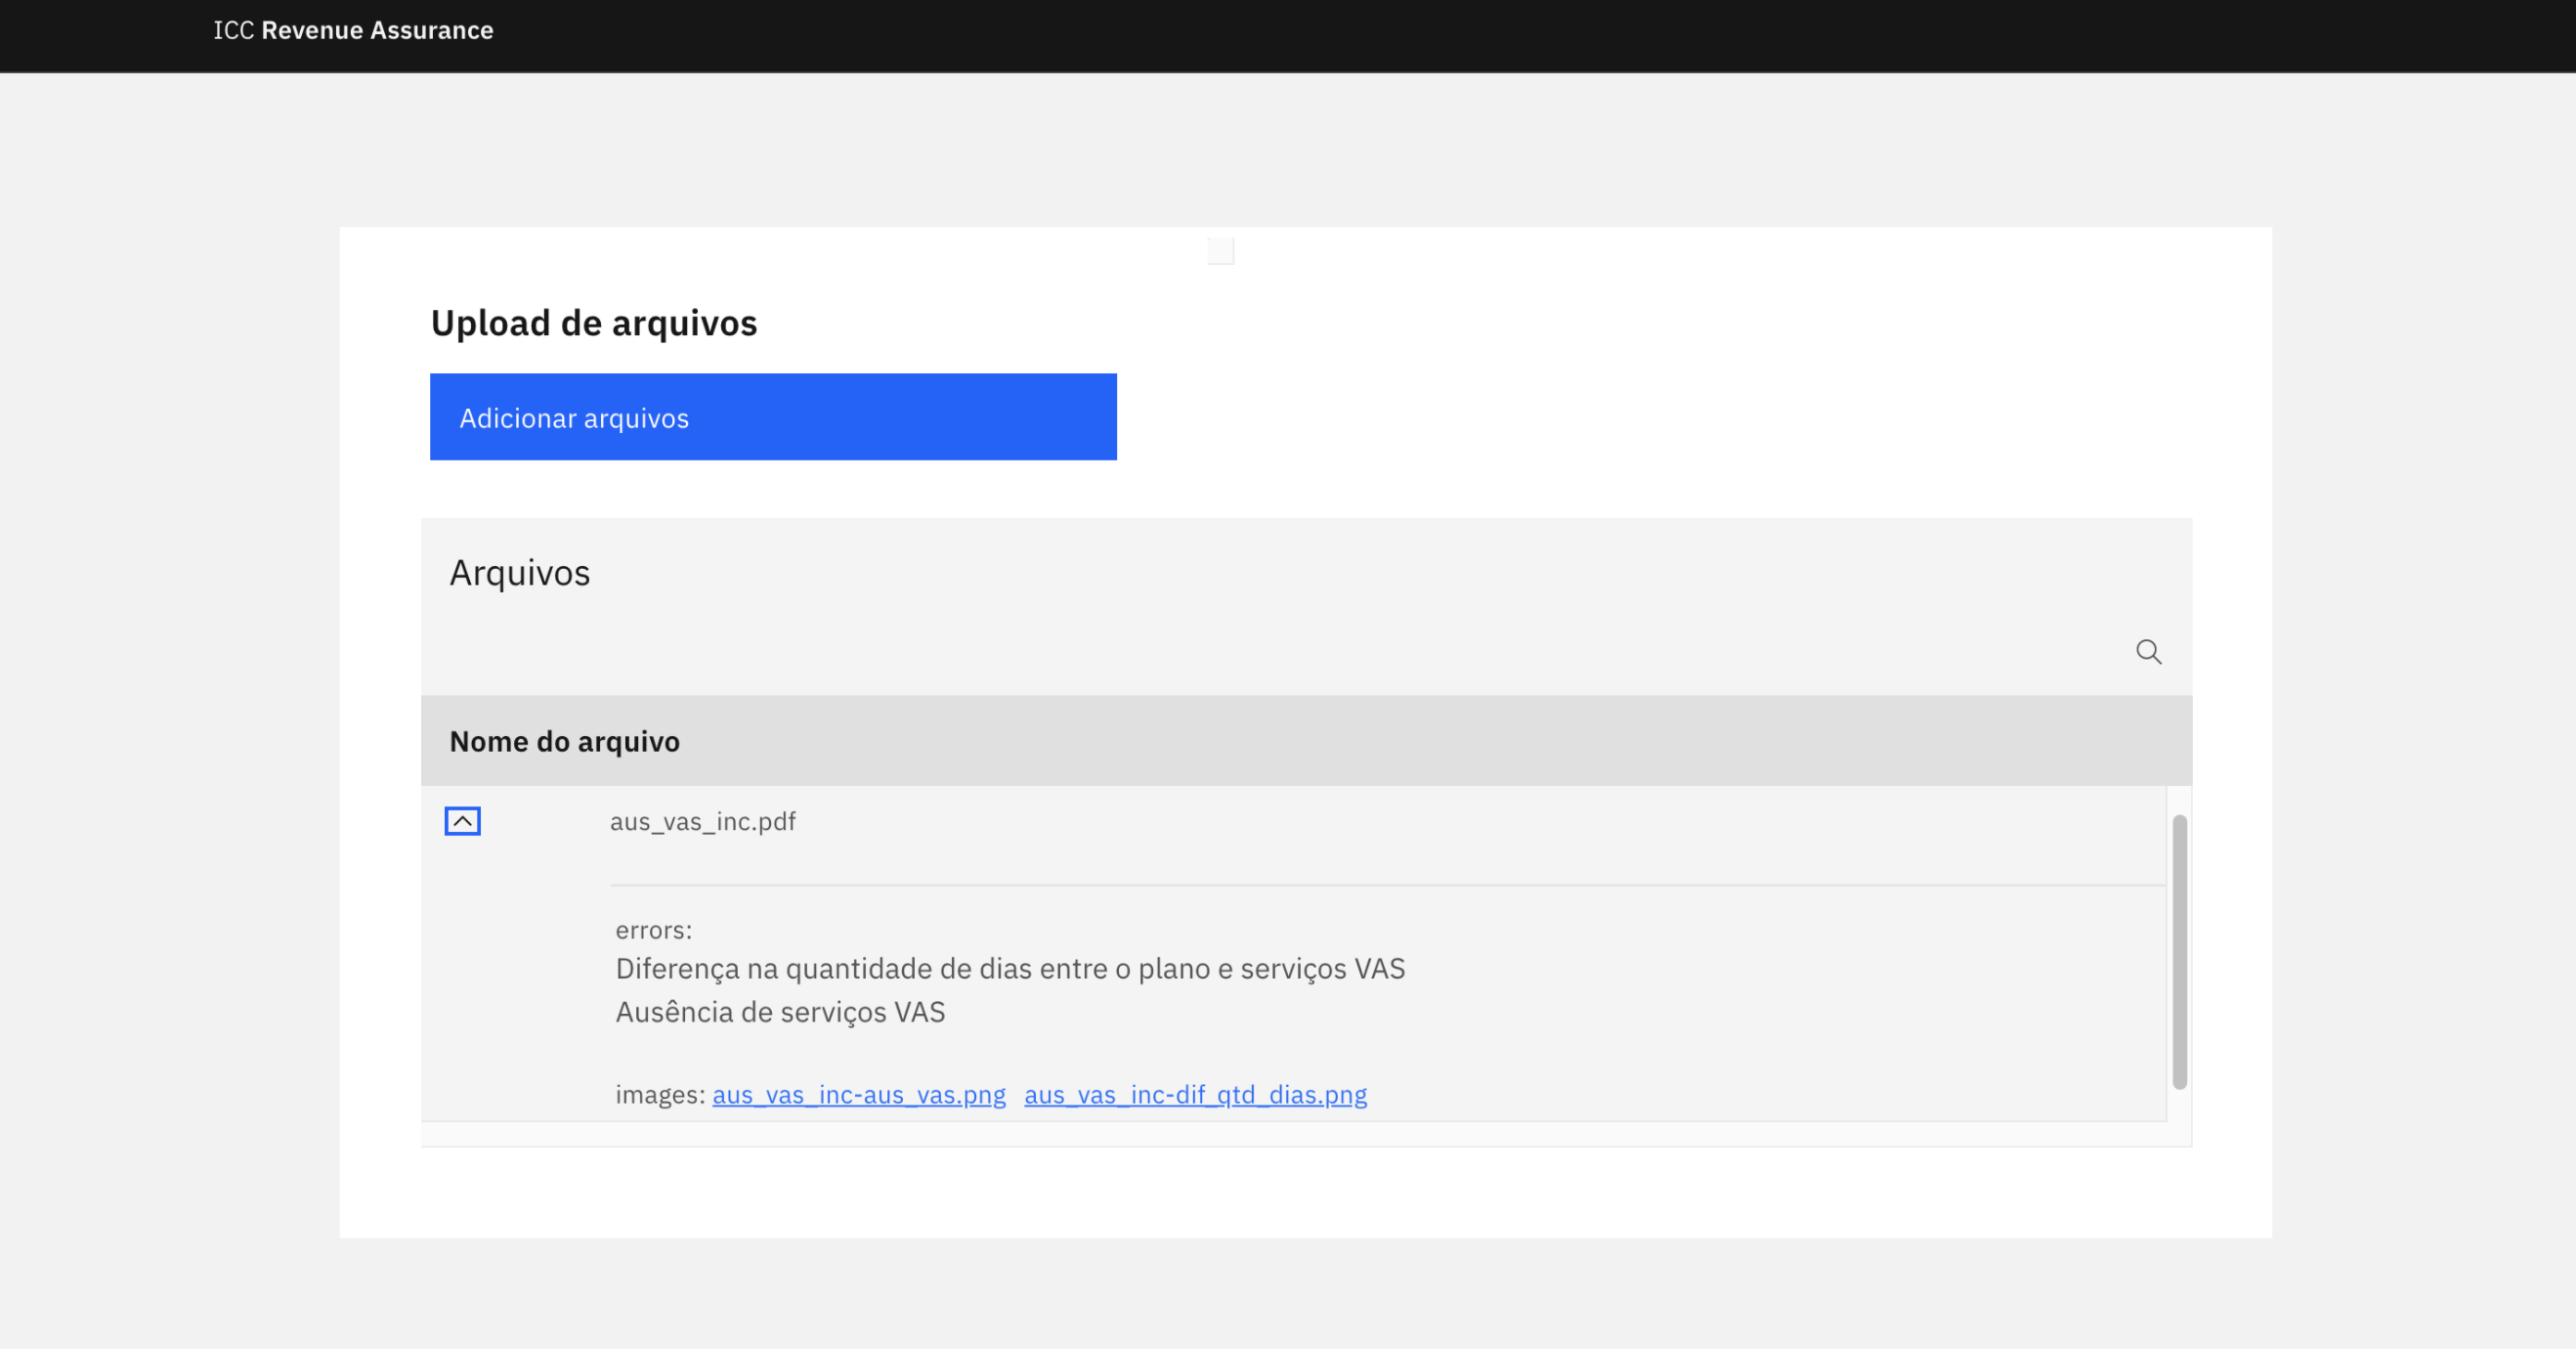 ICC Revenue Assurance
Upload de arquivos
Adicionar arquivos
Arquivos
Nome do arquivo
aus_vas_inc.pdf
errors:
Diferença na quantidade de dias entre o plano e serviços VAS
Ausência de serviços VAS
images: aus_vas_inc-aus_vas.png aus_vas_inc-dif_qtd_dias.png